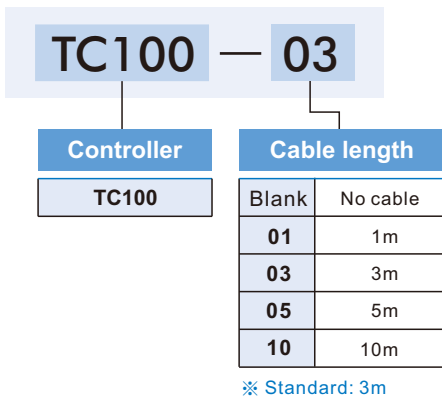 TC100 — 03
Controller
Cable length
TC100
Blank No cable
01 1m
03 3m
05 5m
10 10m
※ Standard: 3m